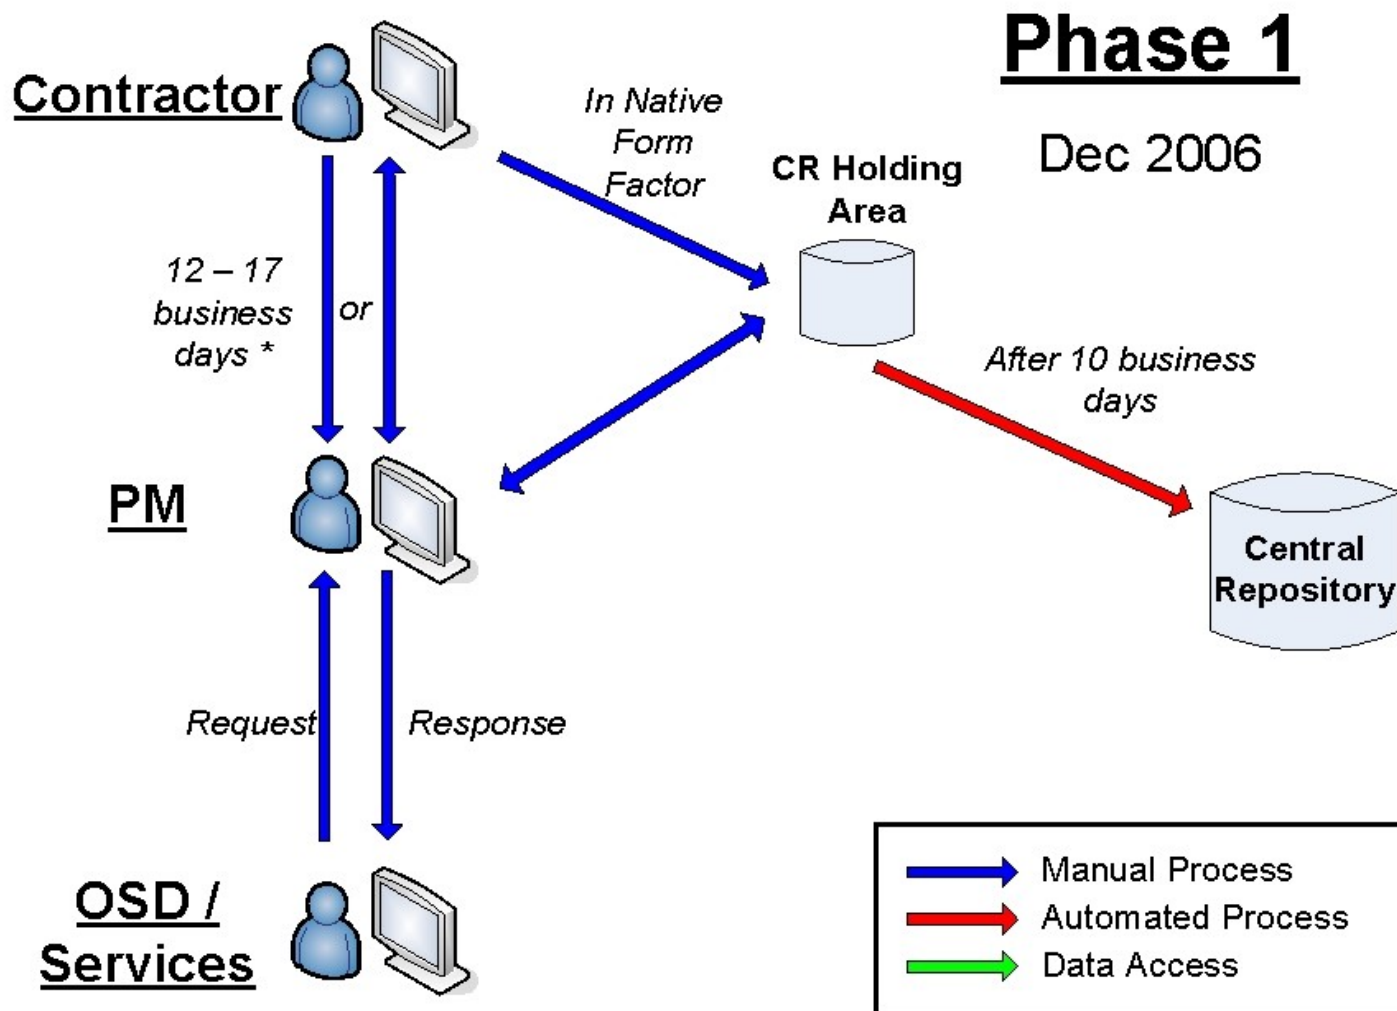 Phase 1
Dec 2006
Contractor
In Native
Form
Factor
CR Holding
Area
12 – 17
business
days *
or
After 10 business
days
PM
Central
Repository
Request
Response
OSD /
Services
Manual Process
Automated Process
Data Access